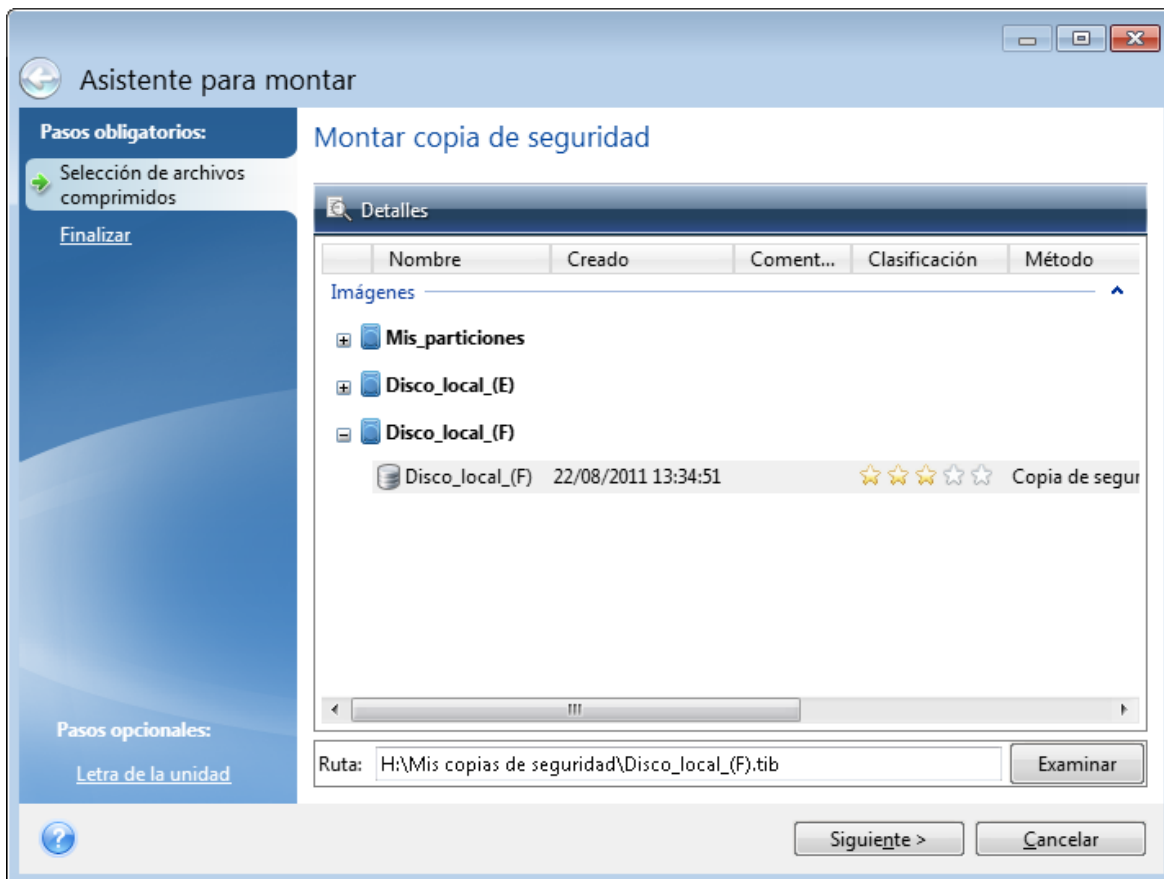 Asistente para montar
Pasos obligatorios:
Selección de archivos
comprimidos
Finalizar
Pasos opcionales:
Letra de la unidad
Montar copia de seguridad
Detalles
Nombre Creado Coment... Clasificación Método
Imágenes
Mis_particiones
Disco_local_(E)
Disco_local_(F)
Disco_local_(F) 22/08/2011 13:34:51 Copia de segur
Ruta: H:\Mis copias de seguridad\Disco_local_(F).tib Examinar
Siguiente > Cancelar